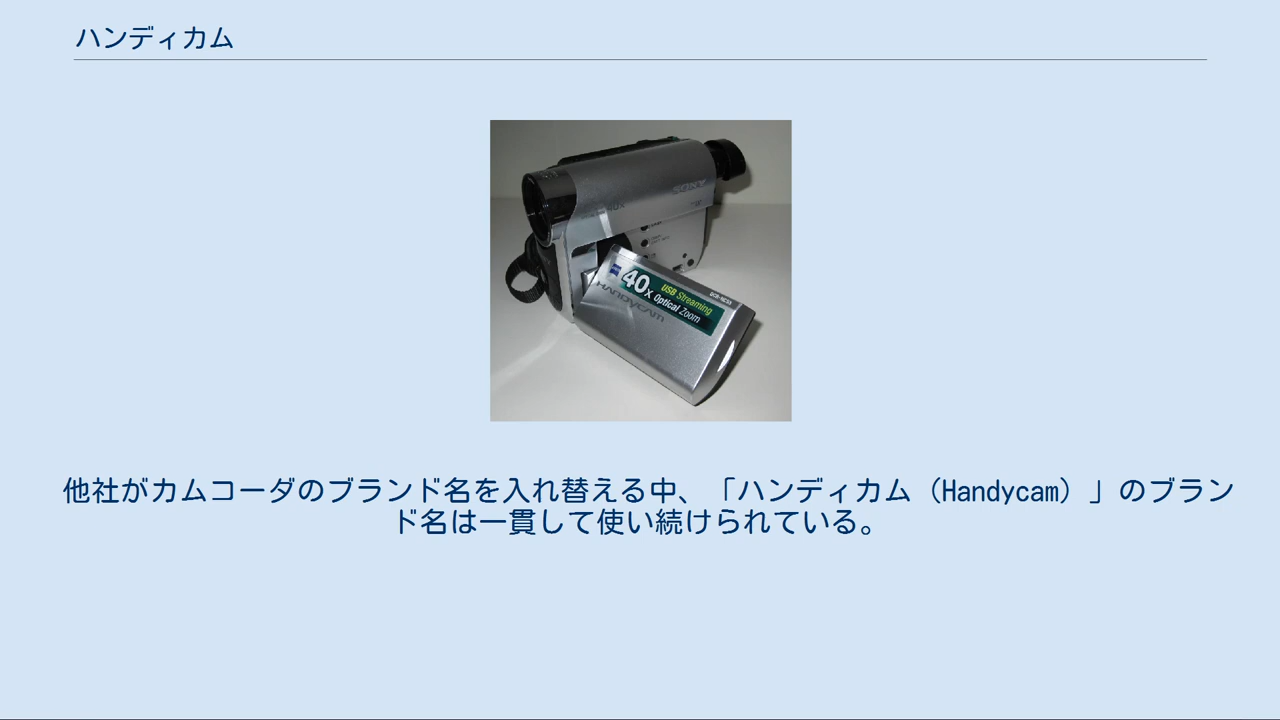 ハンディカム
SONY
40x
40x
USB Streaming
Optical Zoom
HANDYCAM
他社がカムコーダのブランド名を入れ替える中、「ハンディカム（Handycam）」のブラン
ド名は一貫して使い続けられている。